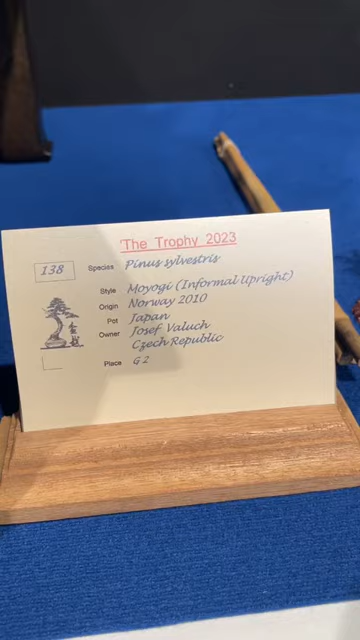 'The Trophy 2023
138 Species Pinus sylvestris
Style Moyogi (Informal Upright)
Origin Norway 2010
Pot Japan
Owner Josef Valuch
Czech Republic
Place G2